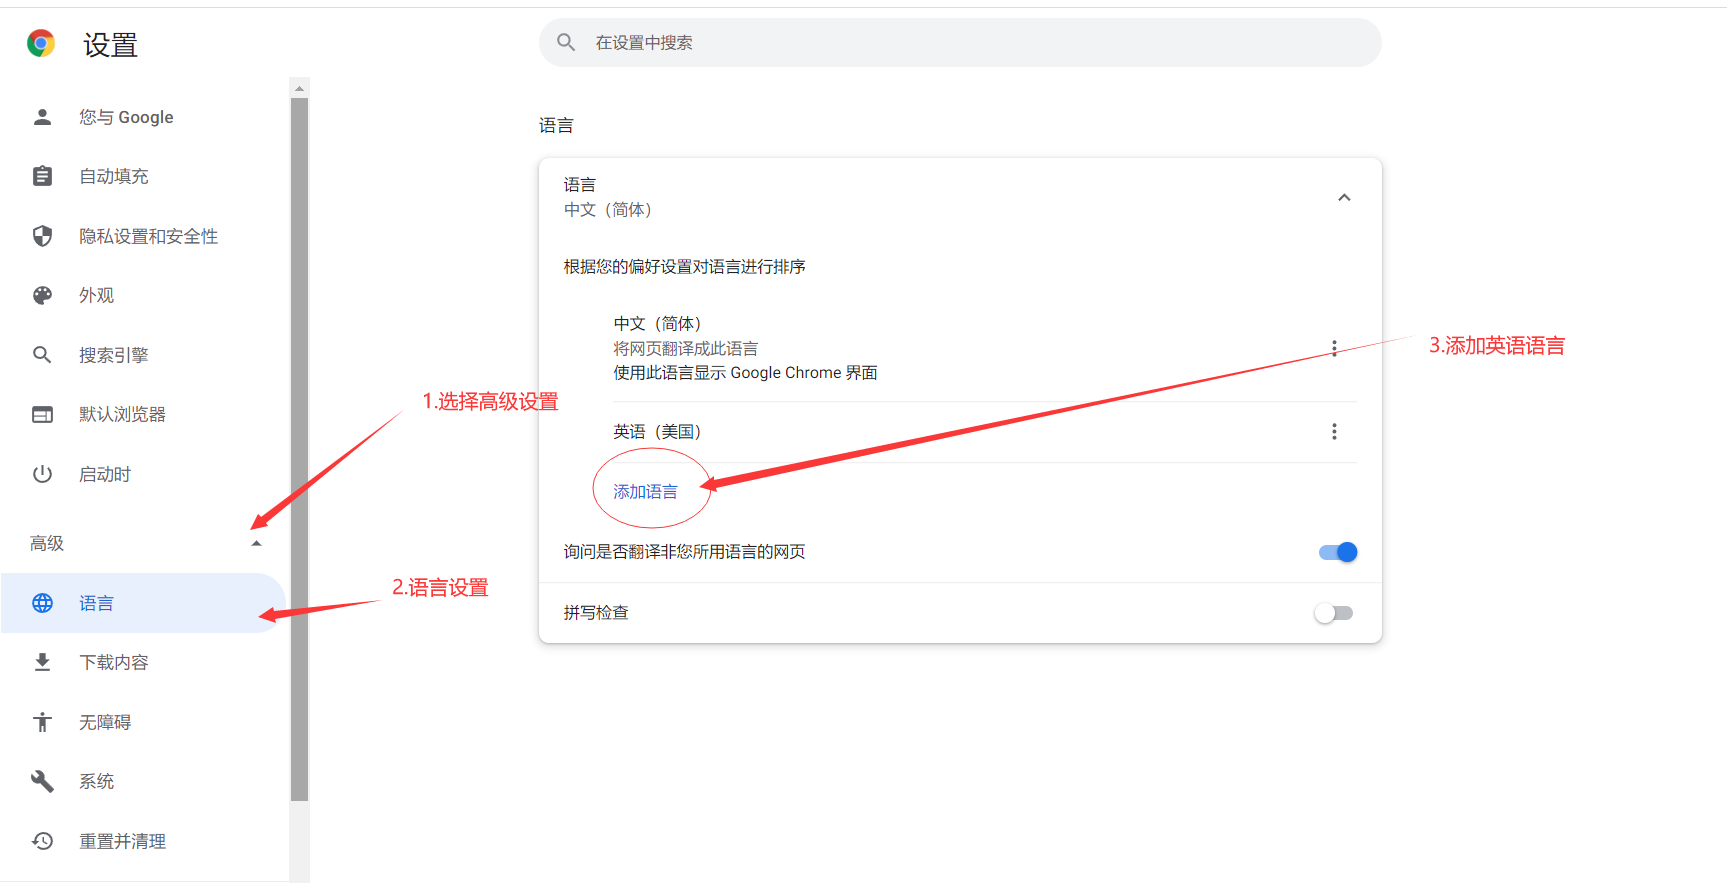 设置
在设置中搜索
您与 Google
自动填充
隐私设置和安全性
外观
搜索引擎
默认浏览器
启动时
高级
语言
下载内容
无障碍
系统
重置并清理
语言
语言
中文（简体）
根据您的偏好设置对语言进行排序
中文（简体）
将网页翻译成此语言
使用此语言显示 Google Chrome 界面
英语（美国）
添加语言
询问是否翻译非您所用语言的网页
拼写检查
1.选择高级设置
2.语言设置
3.添加英语语言